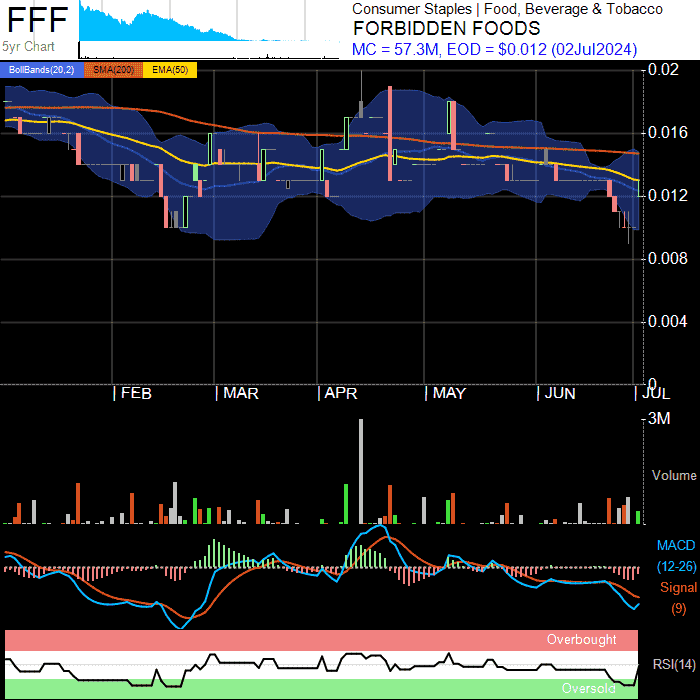 FFF
5yr Chart
Consumer Staples | Food, Beverage & Tobacco
FORBIDDEN FOODS
MC = 57.3M, EOD = $0.012 (02Jul2024)
BollBands(20,2) SMA(200) EMA(50)
0.02
0.016
0.012
0.008
0.004
0
FEB MAR APR MAY JUN JUL
3M
Volume
MACD
(12-26)
Signal
(9)
Overbought
RSI(14)
Oversold